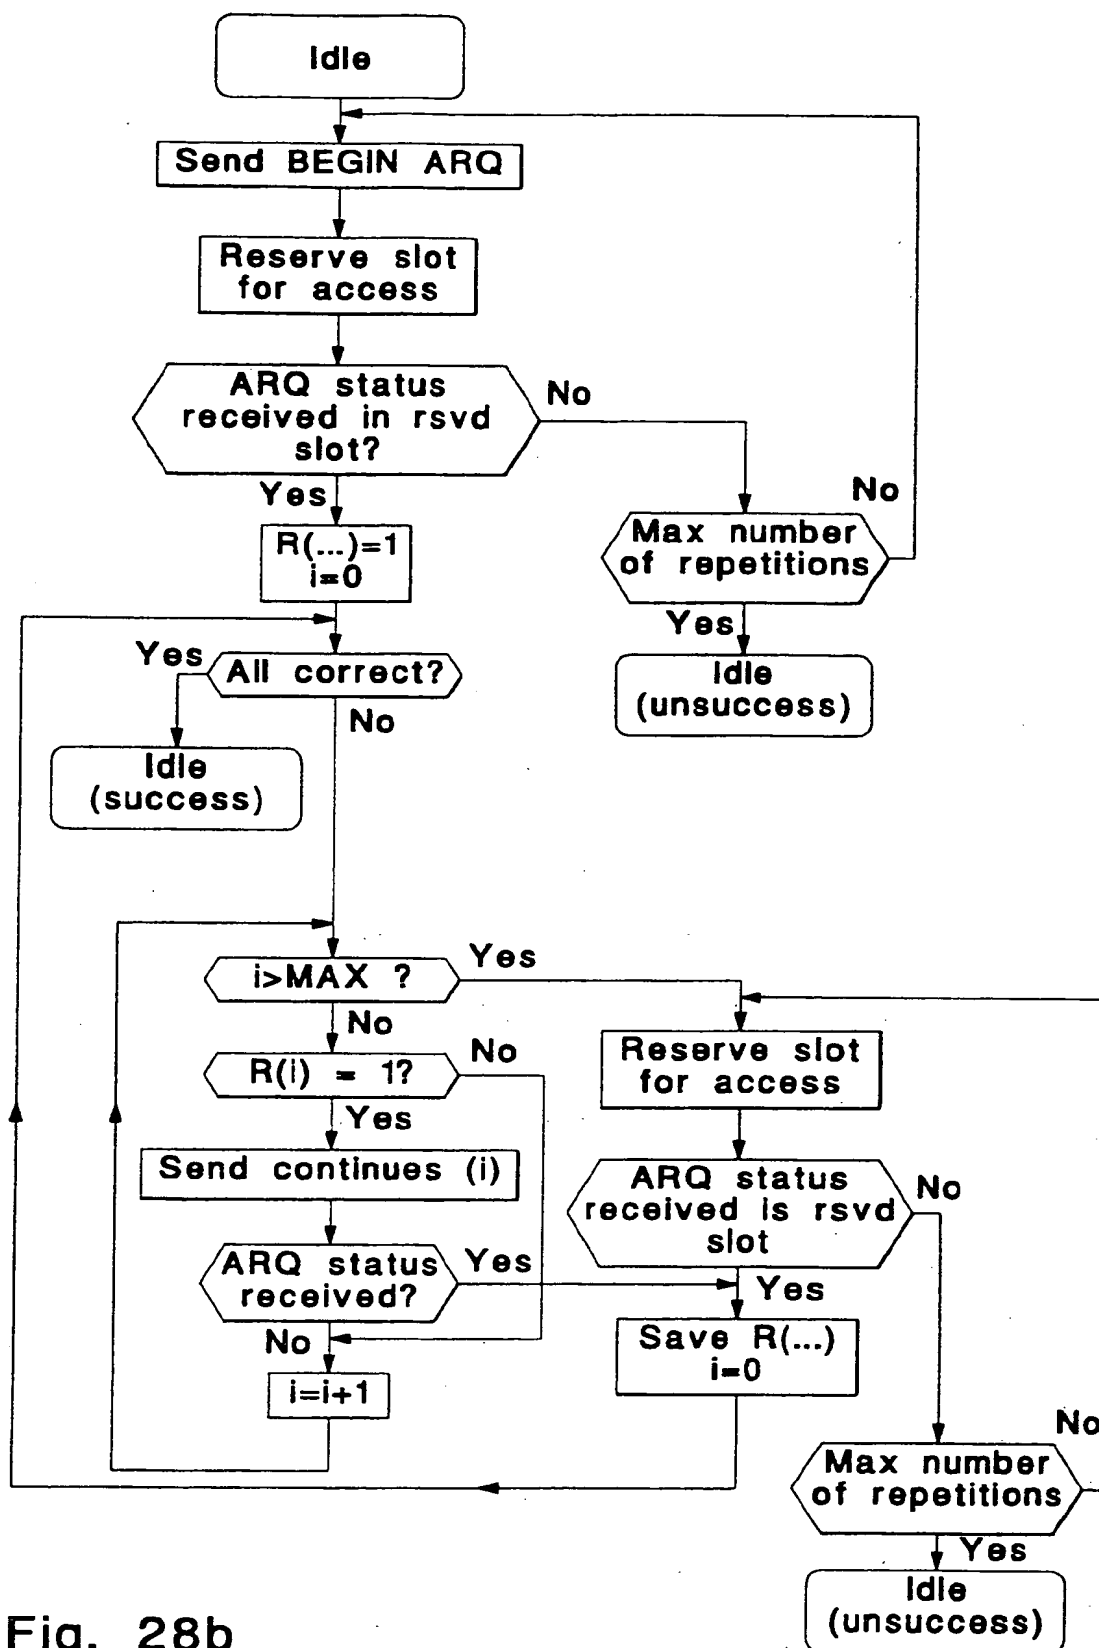 Idle
Send BEGIN ARQ
Reserve slot
for access
ARQ status
received in rsvd
slot?
No
Yes
R(...)=1
i=0
No
Max number
of repetitions
Yes
Idle
(unsuccess)
Yes
All correct?
No
Idle
(success)
i>MAX ?
Yes
No
R(i) = 1?
No
Yes
Send continues (i)
ARQ status
received?
Yes
No
i=i+1
Reserve slot
for access
ARQ status
received is rsvd
slot
No
Yes
Save R(...)
i=0
No
Max number
of repetitions
Yes
Idle
(unsuccess)
Fig. 28b